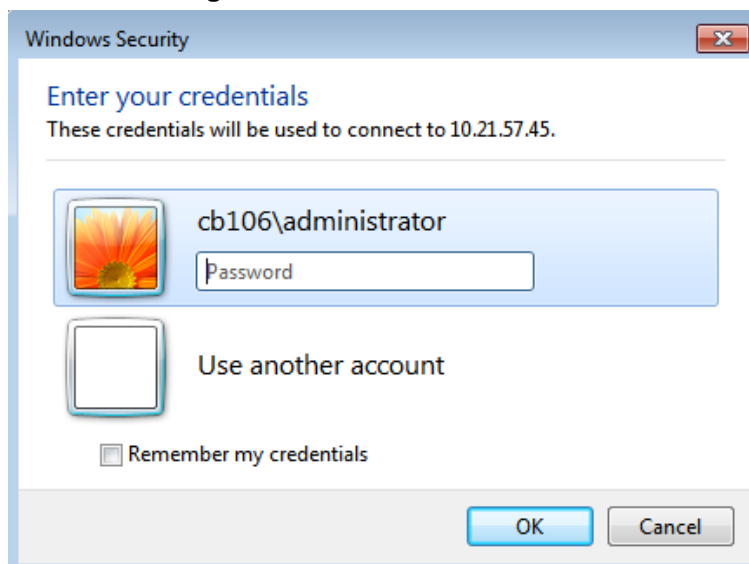 Windows Security
Enter your credentials
These credentials will be used to connect to 10.21.57.45.
cb106\administrator
Password
Use another account
Remember my credentials
OK
Cancel